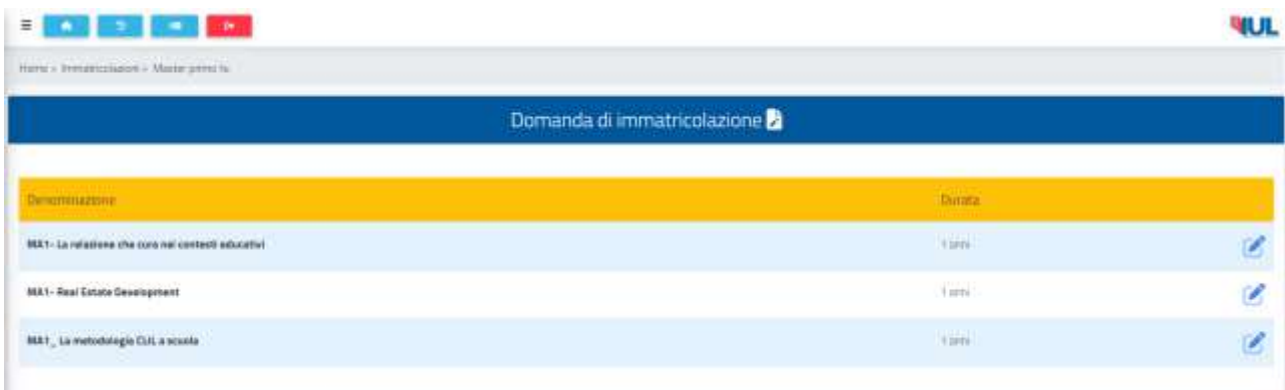 IUL
Home » Immatricolazioni » Master primo liv
Domanda di immatricolazione
Denominazione Durata
MA1- La relazione che cura nei contesti educativi 1 anni
MA1- Real Estate Development 1 anni
MA1_ La metodologia CLIL a scuola 1 anni